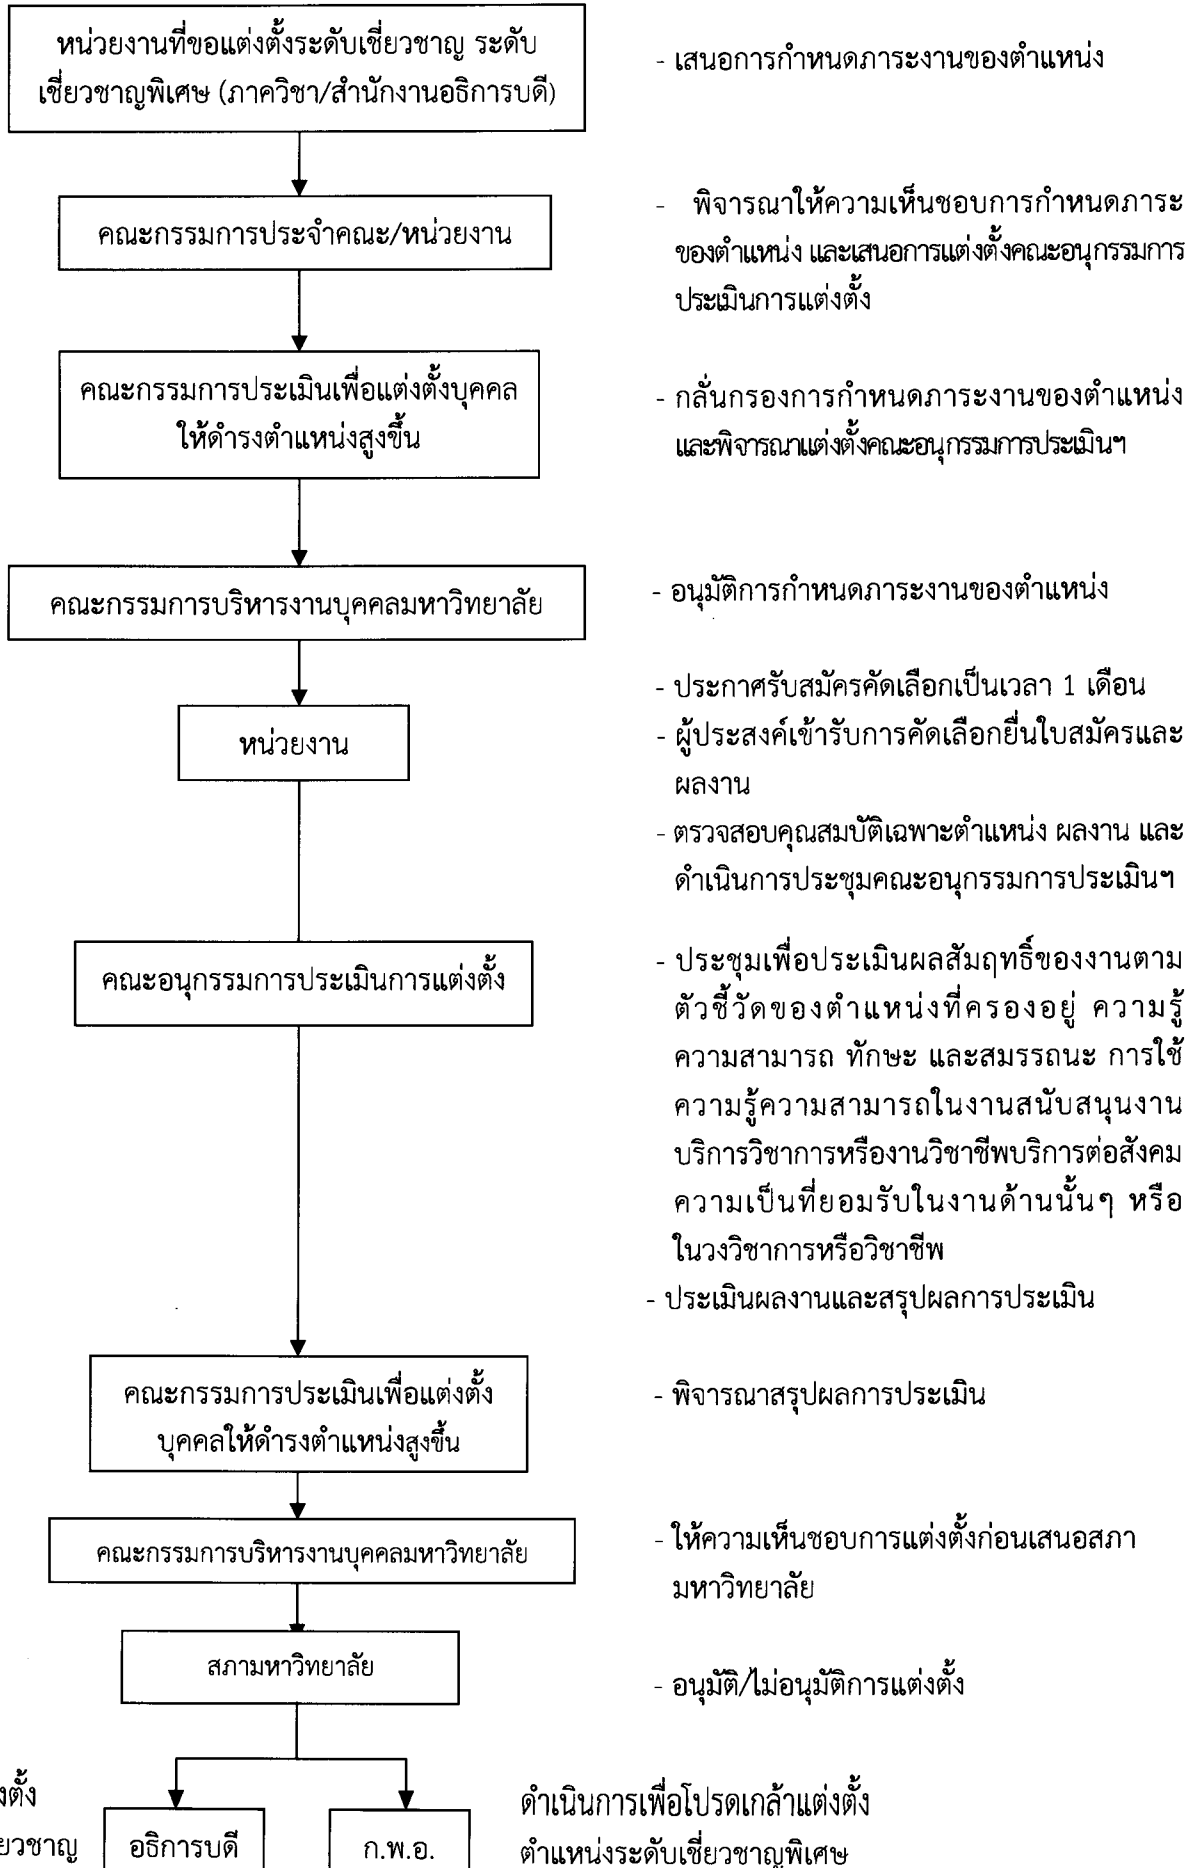 หน่วยงานที่ขอแต่งตั้งระดับเชี่ยวชาญ ระดับ
เชี่ยวชาญพิเศษ (ภาควิชา/สำนักงานอธิการบดี)
- เสนอการกำหนดภาระงานของตำแหน่ง
คณะกรรมการประจำคณะ/หน่วยงาน
- พิจารณาให้ความเห็นชอบการกำหนดภาระ
ของตำแหน่ง และเสนอการแต่งตั้งคณะอนุกรรมการ
ประเมินการแต่งตั้ง
คณะกรรมการประเมินเพื่อแต่งตั้งบุคคล
ให้ดำรงตำแหน่งสูงขึ้น
- กลั่นกรองการกำหนดภาระงานของตำแหน่ง
และพิจารณาแต่งตั้งคณะอนุกรรมการประเมินฯ
คณะกรรมการบริหารงานบุคคลมหาวิทยาลัย
- อนุมัติการกำหนดภาระงานของตำแหน่ง
หน่วยงาน
- ประกาศรับสมัครคัดเลือกเป็นเวลา 1 เดือน
- ผู้ประสงค์เข้ารับการคัดเลือกยื่นใบสมัครและ
ผลงาน
- ตรวจสอบคุณสมบัติเฉพาะตำแหน่ง ผลงาน และ
ดำเนินการประชุมคณะอนุกรรมการประเมินฯ
คณะอนุกรรมการประเมินการแต่งตั้ง
- ประชุมเพื่อประเมินผลสัมฤทธิ์ของงานตาม
ตัวชี้วัดของตำแหน่งที่ครองอยู่ ความรู้
ความสามารถ ทักษะ และสมรรถนะ การใช้
ความรู้ความสามารถในงานสนับสนุนงาน
บริการวิชาการหรืองานวิชาชีพบริการต่อสังคม
ความเป็นที่ยอมรับในงานด้านนั้นๆ หรือ
ในวงวิชาการหรือวิชาชีพ
- ประเมินผลงานและสรุปผลการประเมิน
คณะกรรมการประเมินเพื่อแต่งตั้ง
บุคคลให้ดำรงตำแหน่งสูงขึ้น
- พิจารณาสรุปผลการประเมิน
คณะกรรมการบริหารงานบุคคลมหาวิทยาลัย
- ให้ความเห็นชอบการแต่งตั้งก่อนเสนอสภา
มหาวิทยาลัย
สภามหาวิทยาลัย
- อนุมัติ/ไม่อนุมัติการแต่งตั้ง
อธิการบดี
ก.พ.อ.
ดำเนินการเพื่อโปรดเกล้าแต่งตั้ง
ตำแหน่งระดับเชี่ยวชาญพิเศษ